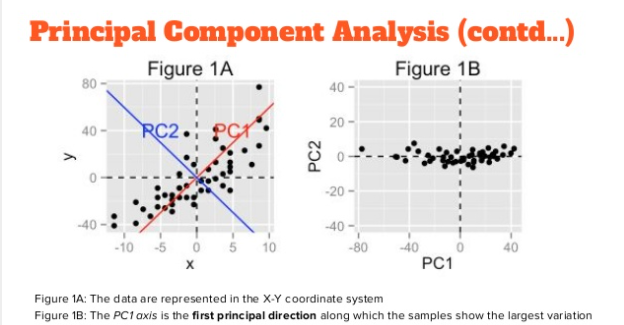 Principal Component Analysis (contd...)
Figure 1A
80
40
0
-40
y
PC2
PC1
-10 -5 0 5 10
x
Figure 1B
40
20
0
-20
-40
PC2
-80 -40 0 40
PC1
Figure 1A: The data are represented in the X-Y coordinate system
Figure 1B: The PC1 axis is the first principal direction along which the samples show the largest variation